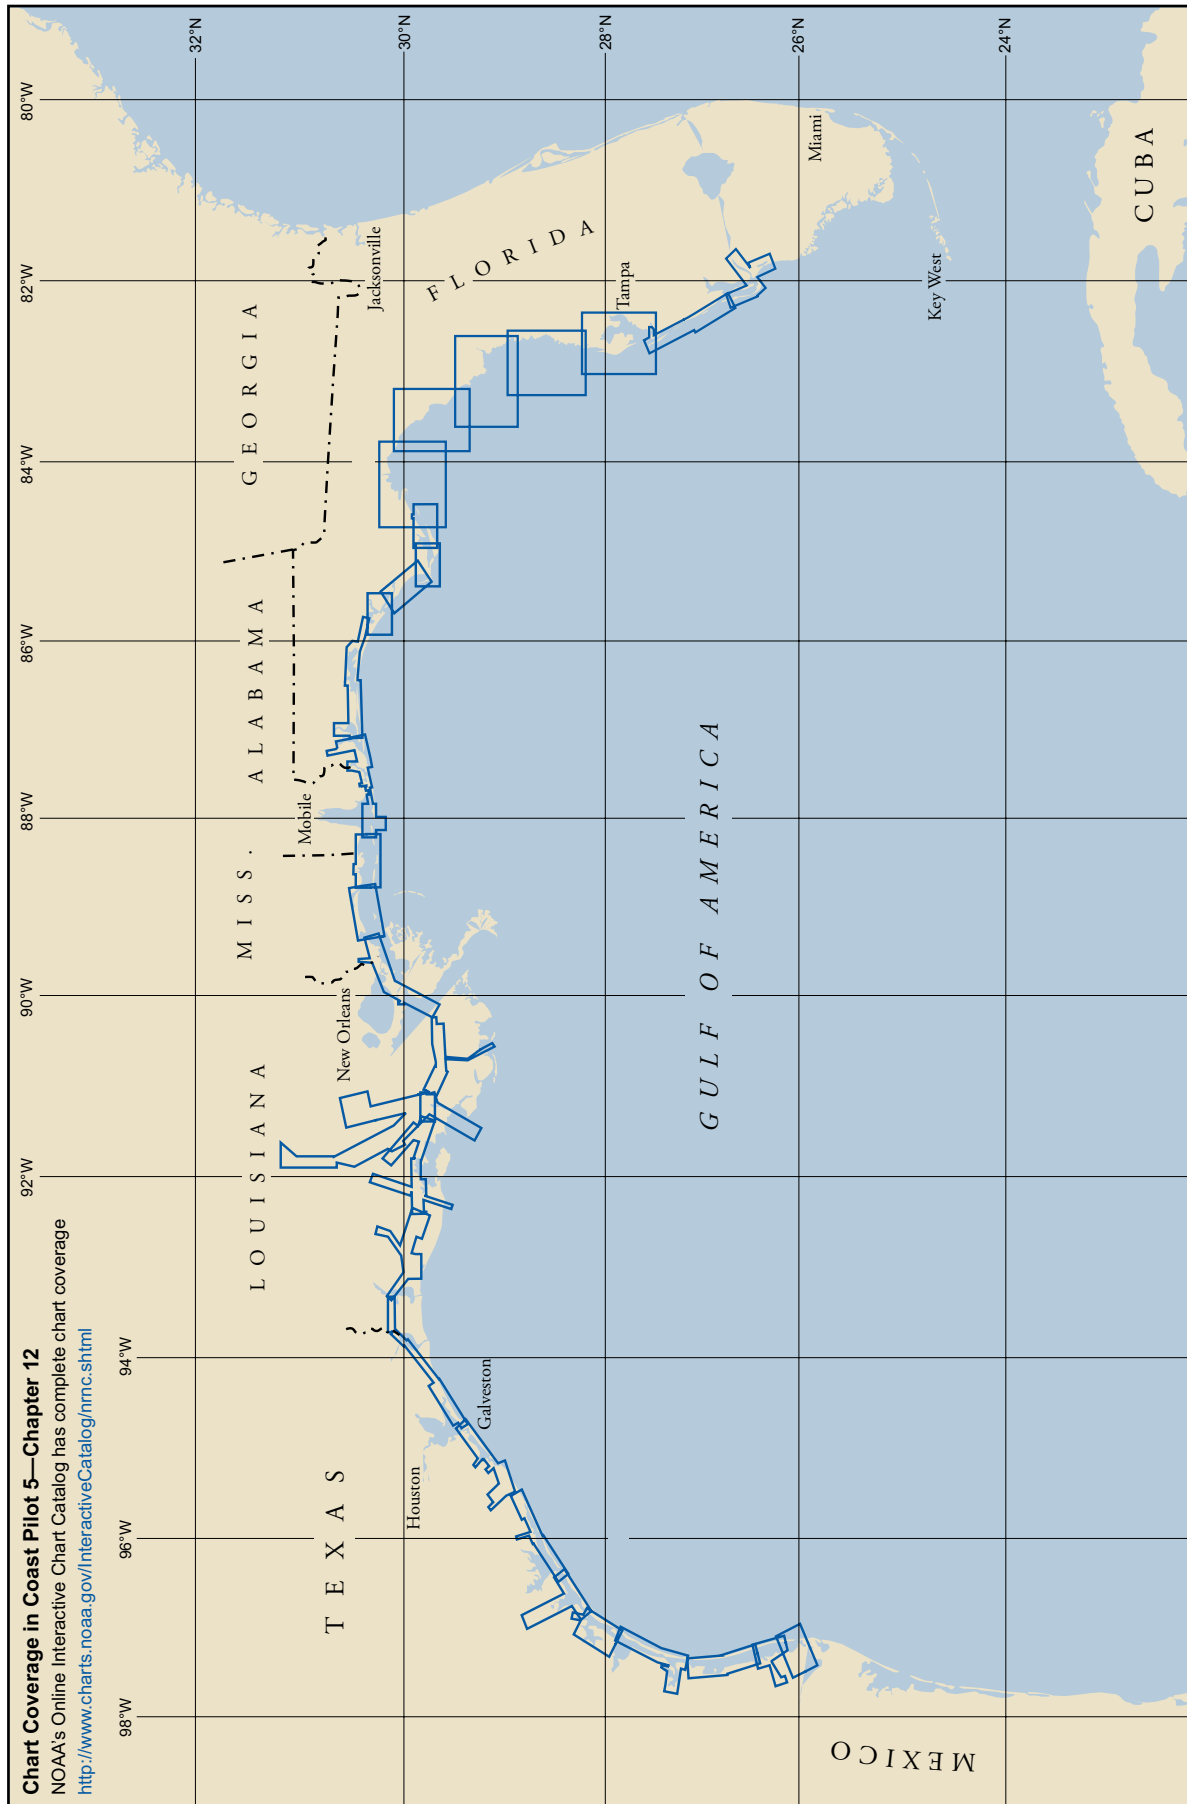 Chart Coverage in Coast Pilot 5—Chapter 12
NOAA's Online Interactive Chart Catalog has complete chart coverage
http://www.charts.noaa.gov/InteractiveCatalog/nrnc.shtml
98°W
96°W
94°W
92°W
90°W
88°W
86°W
84°W
82°W
80°W
32°N
30°N
28°N
26°N
24°N
TEXAS
LOUISIANA
MISS.
ALABAMA
GEORGIA
FLORIDA
Houston
Galveston
New Orleans
Mobile
Jacksonville
Tampa
Miami
Key West
GULF OF AMERICA
MEXICO
CUBA